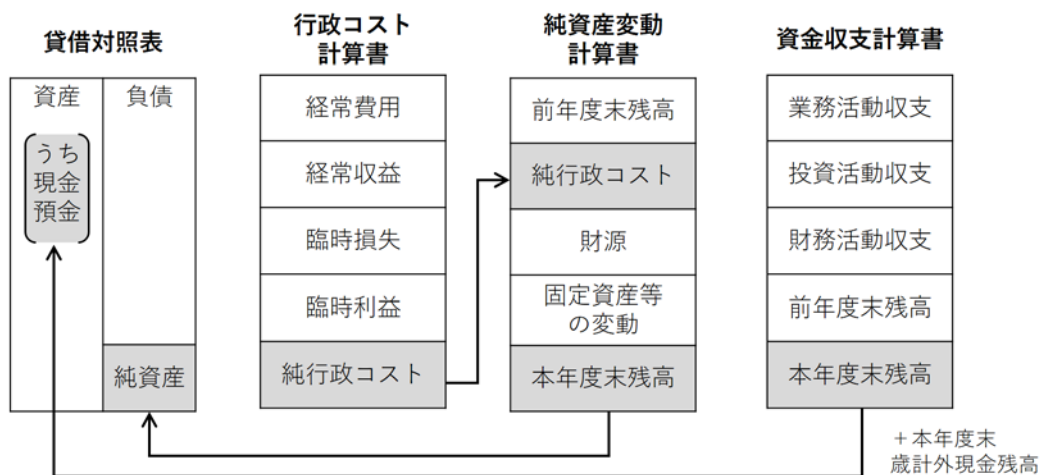 貸借対照表
資産
負債
うち
現金
預金
純資産
行政コスト
計算書
経常費用
経常収益
臨時損失
臨時利益
純行政コスト
純資産変動
計算書
前年度末残高
純行政コスト
財源
固定資産等
の変動
本年度末残高
資金収支計算書
業務活動収支
投資活動収支
財務活動収支
前年度末残高
本年度末残高
＋本年度末
歳計外現金残高